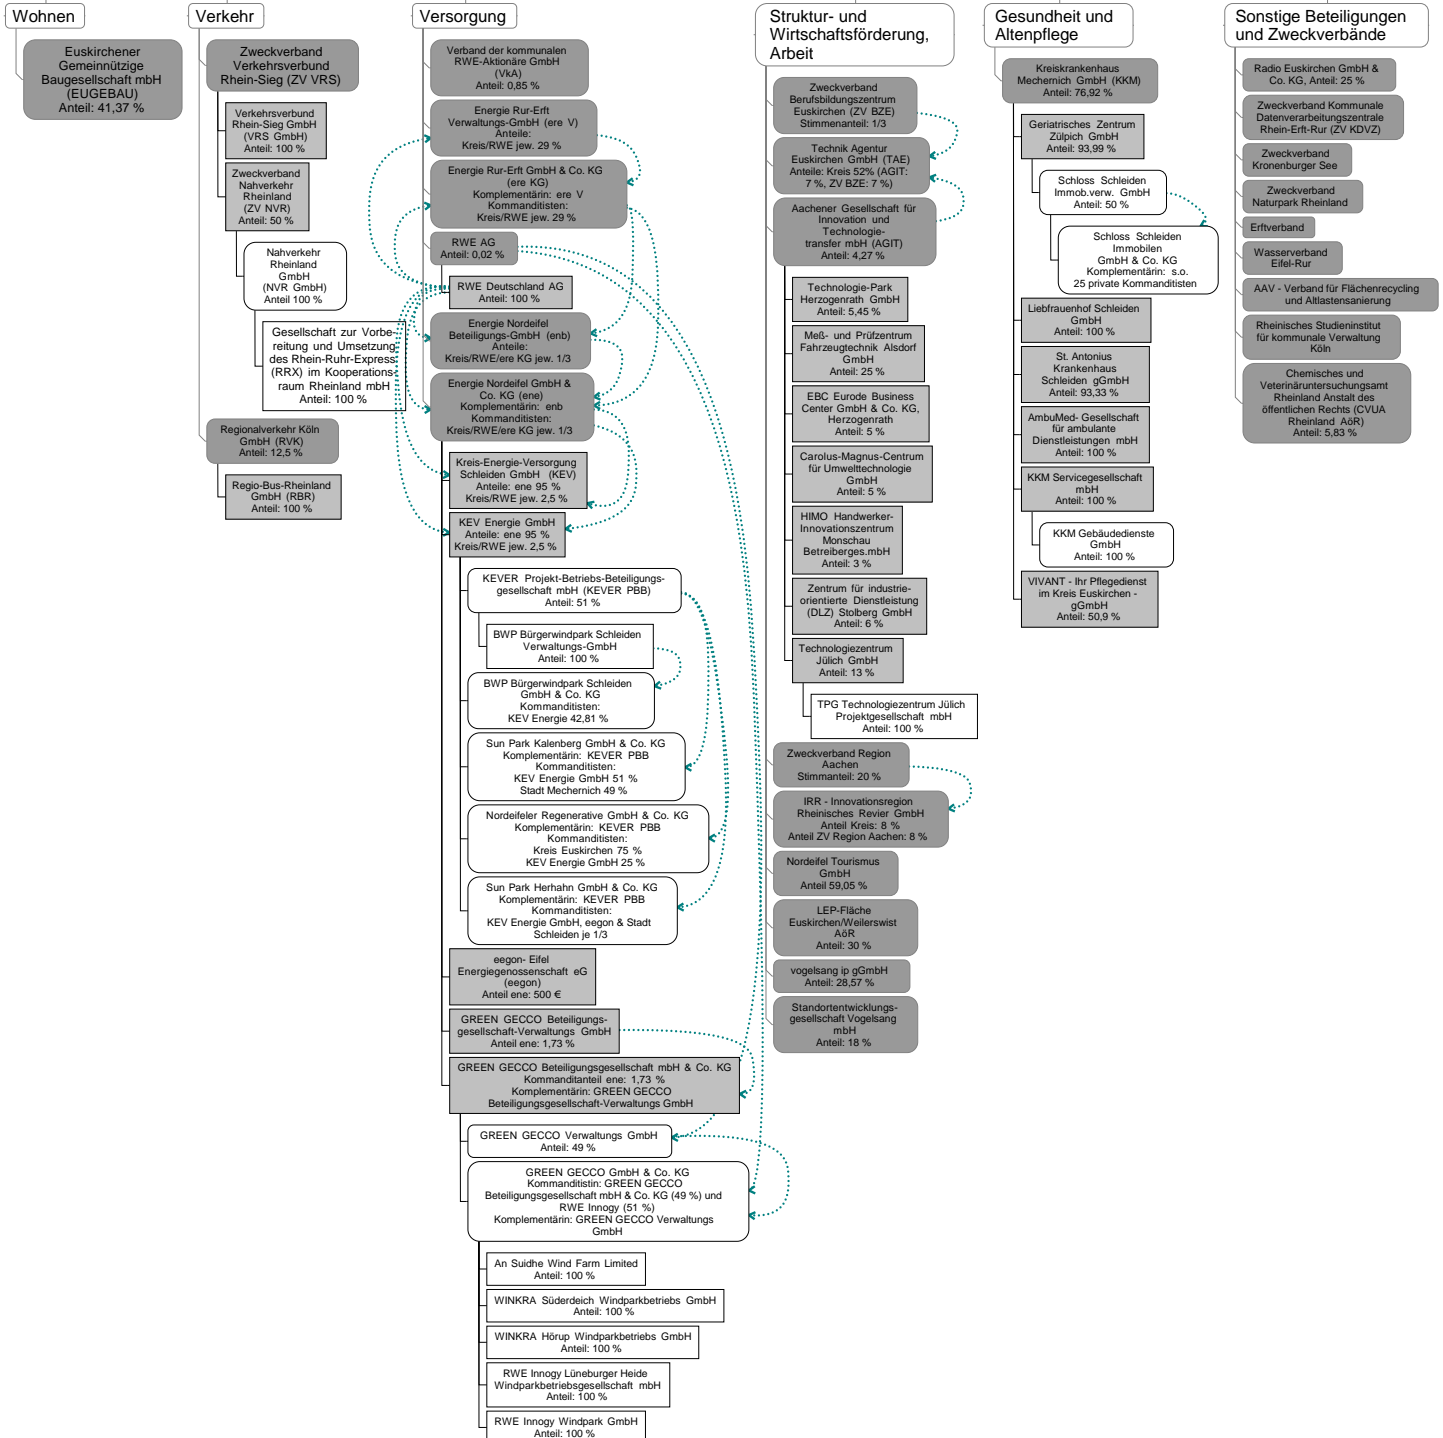 Wohnen
Euskirchener
Gemeinnützige
Baugesellschaft mbH
(EUGEBAU)
Anteil: 41,37 %
Verkehr
Zweckverband
Verkehrsverbund
Rhein-Sieg (ZV VRS)
Verkehrsverbund
Rhein-Sieg GmbH
(VRS GmbH)
Anteil: 100 %
Zweckverband
Nahverkehr
Rheinland
(ZV NVR)
Anteil: 50 %
Nahverkehr
Rheinland
GmbH
(NVR GmbH)
Anteil 100 %
Gesellschaft zur Vorbe-
reitung und Umsetzung
des Rhein-Ruhr-Express
(RRX) im Kooperations-
raum Rheinland mbH
Anteil: 100 %
Regionalverkehr Köln
GmbH (RVK)
Anteil: 12,5 %
Regio-Bus-Rheinland
GmbH (RBR)
Anteil: 100 %
Versorgung
Verband der kommunalen
RWE-Aktionäre GmbH
(VkA)
Anteil: 0,85 %
Energie Rur-Erft
Verwaltungs-GmbH (ere V)
Anteile:
Kreis/RWE jew. 29 %
Energie Rur-Erft GmbH & Co. KG
(ere KG)
Komplementärin: ere V
Kommanditisten:
Kreis/RWE jew. 29 %
RWE AG
Anteil: 0,02 %
RWE Deutschland AG
Anteil: 100 %
Energie Nordeifel
Beteiligungs-GmbH (enb)
Anteile:
Kreis/RWE/ere KG jew. 1/3
Energie Nordeifel GmbH &
Co. KG (ene)
Komplementärin: enb
Kommanditisten:
Kreis/RWE/ere KG jew. 1/3
Kreis-Energie-Versorgung
Schleiden GmbH (KEV)
Anteile: ene 95 %
Kreis/RWE jew. 2,5 %
KEV Energie GmbH
Anteile: ene 95 %
Kreis/RWE jew. 2,5 %
KEVER Projekt-Betriebs-Beteiligungs-
gesellschaft mbH (KEVER PBB)
Anteil: 51 %
BWP Bürgerwindpark Schleiden
Verwaltungs-GmbH
Anteil: 100 %
BWP Bürgerwindpark Schleiden
GmbH & Co. KG
Kommanditisten:
KEV Energie 42,81 %
Sun Park Kalenberg GmbH & Co. KG
Komplementärin: KEVER PBB
Kommanditisten:
KEV Energie GmbH 51 %
Stadt Mechernich 49 %
Nordeifeler Regenerative GmbH & Co. KG
Komplementärin: KEVER PBB
Kommanditisten:
Kreis Euskirchen 75 %
KEV Energie GmbH 25 %
Sun Park Herhahn GmbH & Co. KG
Komplementärin: KEVER PBB
Kommanditisten:
KEV Energie GmbH, eegon & Stadt
Schleiden je 1/3
eegon- Eifel
Energiegenossenschaft eG
(eegon)
Anteil ene: 500 €
GREEN GECCO Beteiligungs-
gesellschaft-Verwaltungs GmbH
Anteil ene: 1,73 %
GREEN GECCO Beteiligungsgesellschaft mbH & Co. KG
Kommanditanteil ene: 1,73 %
Komplementärin: GREEN GECCO
Beteiligungsgesellschaft-Verwaltungs GmbH
GREEN GECCO Verwaltungs GmbH
Anteil: 49 %
GREEN GECCO GmbH & Co. KG
Kommanditistin: GREEN GECCO
Beteiligungsgesellschaft mbH & Co. KG (49 %) und
RWE Innogy (51 %)
Komplementärin: GREEN GECCO Verwaltungs
GmbH
An Suidhe Wind Farm Limited
Anteil: 100 %
WINKRA Süderdeich Windparkbetriebs GmbH
Anteil: 100 %
WINKRA Hörup Windparkbetriebs GmbH
Anteil: 100 %
RWE Innogy Lüneburger Heide
Windparkbetriebsgesellschaft mbH
Anteil: 100 %
RWE Innogy Windpark GmbH
Anteil: 100 %
Struktur- und
Wirtschaftsförderung,
Arbeit
Zweckverband
Berufsbildungszentrum
Euskirchen (ZV BZE)
Stimmenanteil: 1/3
Technik Agentur
Euskirchen GmbH (TAE)
Anteile: Kreis 52% (AGIT:
7 %, ZV BZE: 7 %)
Aachener Gesellschaft für
Innovation und
Technologie-
transfer mbH (AGIT)
Anteil: 4,27 %
Technologie-Park
Herzogenrath GmbH
Anteil: 5,45 %
Meß- und Prüfzentrum
Fahrzeugtechnik Alsdorf
GmbH
Anteil: 25 %
EBC Eurode Business
Center GmbH & Co. KG,
Herzogenrath
Anteil: 5 %
Carolus-Magnus-Centrum
für Umwelttechnologie
GmbH
Anteil: 5 %
HIMO Handwerker-
Innovationszentrum
Monschau
Betreiberges.mbH
Anteil: 3 %
Zentrum für industrie-
orientierte Dienstleistung
(DLZ) Stolberg GmbH
Anteil: 6 %
Technologiezentrum
Jülich GmbH
Anteil: 13 %
TPG Technologiezentrum Jülich
Projektgesellschaft mbH
Anteil: 100 %
Zweckverband Region
Aachen
Stimmanteil: 20 %
IRR - Innovationsregion
Rheinisches Revier GmbH
Anteil Kreis: 8 %
Anteil ZV Region Aachen: 8 %
Nordeifel Tourismus
GmbH
Anteil 59,05 %
LEP-Fläche
Euskirchen/Weilerswist
AöR
Anteil: 30 %
vogelsang ip gGmbH
Anteil: 28,57 %
Standortentwicklungs-
gesellschaft Vogelsang
mbH
Anteil: 18 %
Gesundheit und
Altenpflege
Kreiskrankenhaus
Mechernich GmbH (KKM)
Anteil: 76,92 %
Geriatrisches Zentrum
Zülpich GmbH
Anteil: 93,99 %
Schloss Schleiden
Immob.verw. GmbH
Anteil: 50 %
Schloss Schleiden
Immobilen
GmbH & Co. KG
Komplementärin: s.o.
25 private Kommanditisten
Liebfrauenhof Schleiden
GmbH
Anteil: 100 %
St. Antonius
Krankenhaus
Schleiden gGmbH
Anteil: 93,33 %
AmbuMed- Gesellschaft
für ambulante
Dienstleistungen mbH
Anteil: 100 %
KKM Servicegesellschaft
mbH
Anteil: 100 %
KKM Gebäudedienste
GmbH
Anteil: 100 %
VIVANT - Ihr Pflegedienst
im Kreis Euskirchen -
gGmbH
Anteil: 50,9 %
Sonstige Beteiligungen
und Zweckverbände
Radio Euskirchen GmbH &
Co. KG, Anteil: 25 %
Zweckverband Kommunale
Datenverarbeitungszentrale
Rhein-Erft-Rur (ZV KDVZ)
Zweckverband
Kronenburger See
Zweckverband
Naturpark Rheinland
Erftverband
Wasserverband
Eifel-Rur
AAV - Verband für Flächenrecycling
und Altlastensanierung
Rheinisches Studieninstitut
für kommunale Verwaltung
Köln
Chemisches und
Veterinäruntersuchungsamt
Rheinland Anstalt des
öffentlichen Rechts (CVUA
Rheinland AöR)
Anteil: 5,83 %